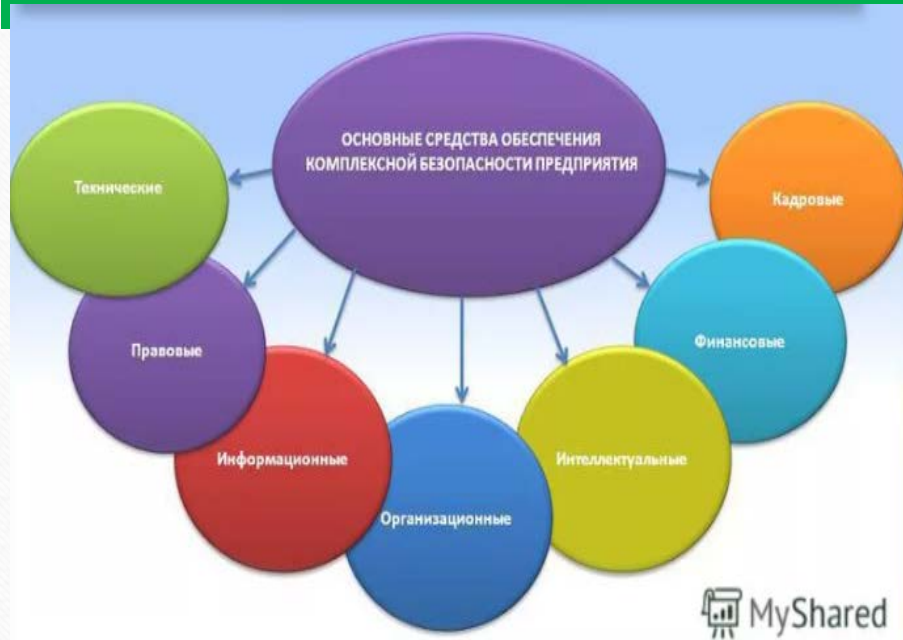 ОСНОВНЫЕ СРЕДСТВА ОБЕСПЕЧЕНИЯ
КОМПЛЕКСНОЙ БЕЗОПАСНОСТИ ПРЕДПРИЯТИЯ
Технические
Правовые
Информационные
Организационные
Интеллектуальные
Финансовые
Кадровые
MyShared